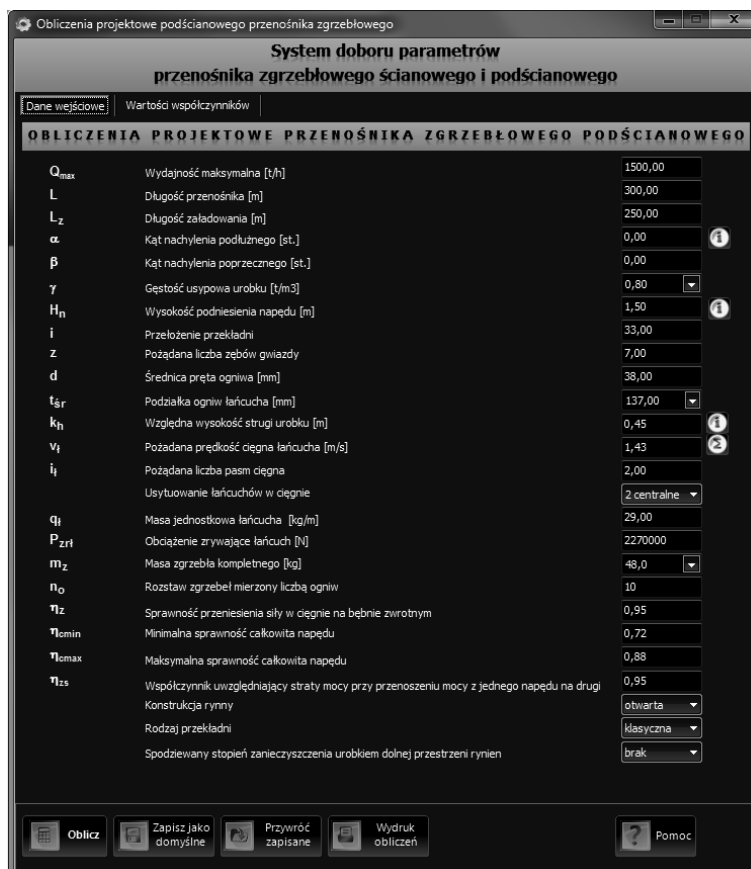 Obliczenia projektowe podścianowego przenośnika zgrzebłowego
System doboru parametrów
przenośnika zgrzebłowego ścianowego i podścianowego
Dane wejściowe Wartości współczynników
OBLICZENIA PROJEKTOWE PRZENOŚNIKA ZGRZEBŁOWEGO PODŚCIANOWEGO
Qmax Wydajność maksymalna [t/h] 1500,00
L Długość przenośnika [m] 300,00
Lz Długość załadowania [m] 250,00
α Kąt nachylenia podłużnego [st.] 0,00
β Kąt nachylenia poprzecznego [st.] 0,00
γ Gęstość usypowa urobku [t/m3] 0,80
Hn Wysokość podniesienia napędu [m] 1,50
i Przełożenie przekładni 33,00
z Pożądana liczba zębów gwiazdy 7,00
d Średnica pręta ogniwa [mm] 38,00
tśr Podziałka ogniw łańcucha [mm] 137,00
kh Względna wysokość strugi urobku [m] 0,45
vł Pożadana prędkość cięgna łańcucha [m/s] 1,43
ił Pożądana liczba pasm cięgna 2,00
Usytuowanie łańcuchów w cięgnie 2 centralne
qł Masa jednostkowa łańcucha [kg/m] 29,00
Pzrł Obciążenie zrywające łańcuch [N] 2270000
mz Masa zgrzebła kompletnego [kg] 48,0
no Rozstaw zgrzebeł mierzony liczbą ogniw 10
ηz Sprawność przeniesienia siły w cięgnie na bębnie zwrotnym 0,95
ηcmin Minimalna sprawność całkowita napędu 0,72
ηcmax Maksymalna sprawność całkowita napędu 0,88
ηzs Współczynnik uwzględniający straty mocy przy przenoszeniu mocy z jednego napędu na drugi 0,95
Konstrukcja rynny otwarta
Rodzaj przekładni klasyczna
Spodziewany stopień zanieczyszczenia urobkiem dolnej przestrzeni rynien brak
Oblicz Zapisz jako domyślne Przywróć zapisane Wydruk obliczeń Pomoc